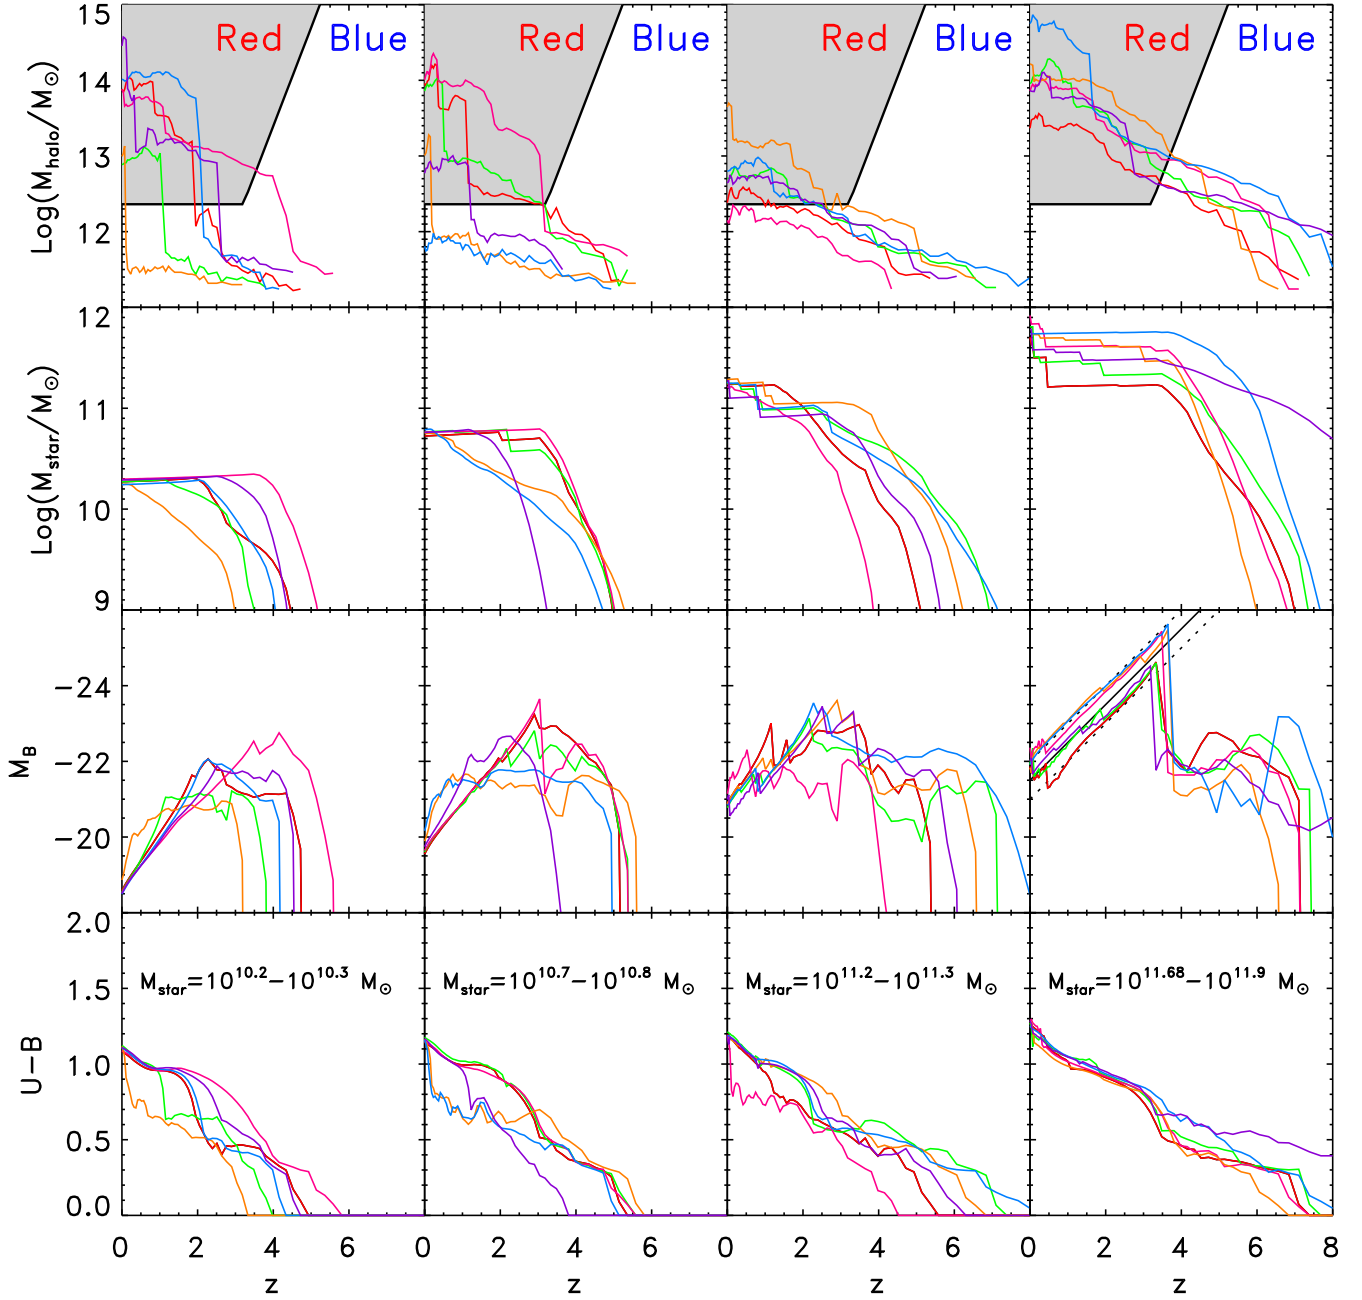 Red Blue Red Blue Red Blue Red Blue
15
14
13
12
Log(M_halo/M_⊙)
12
11
10
9
Log(M_star/M_⊙)
−24
−22
−20
M_B
2.0
1.5
1.0
0.5
0.0
U−B
M_star=10^10.2−10^10.3 M_⊙
M_star=10^10.7−10^10.8 M_⊙
M_star=10^11.2−10^11.3 M_⊙
M_star=10^11.68−10^11.9 M_⊙
0 2 4 6 0 2 4 6 0 2 4 6 0 2 4 6 8
z z z z